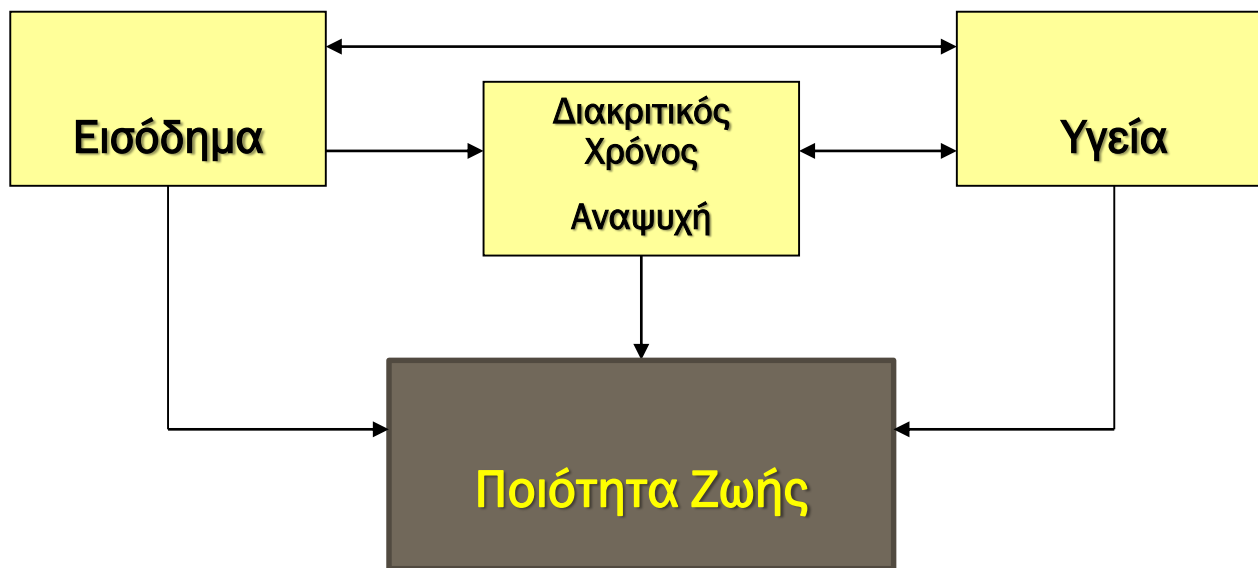 Εισόδημα
Διακριτικός
Χρόνος
Αναψυχή
Υγεία
Ποιότητα Ζωής